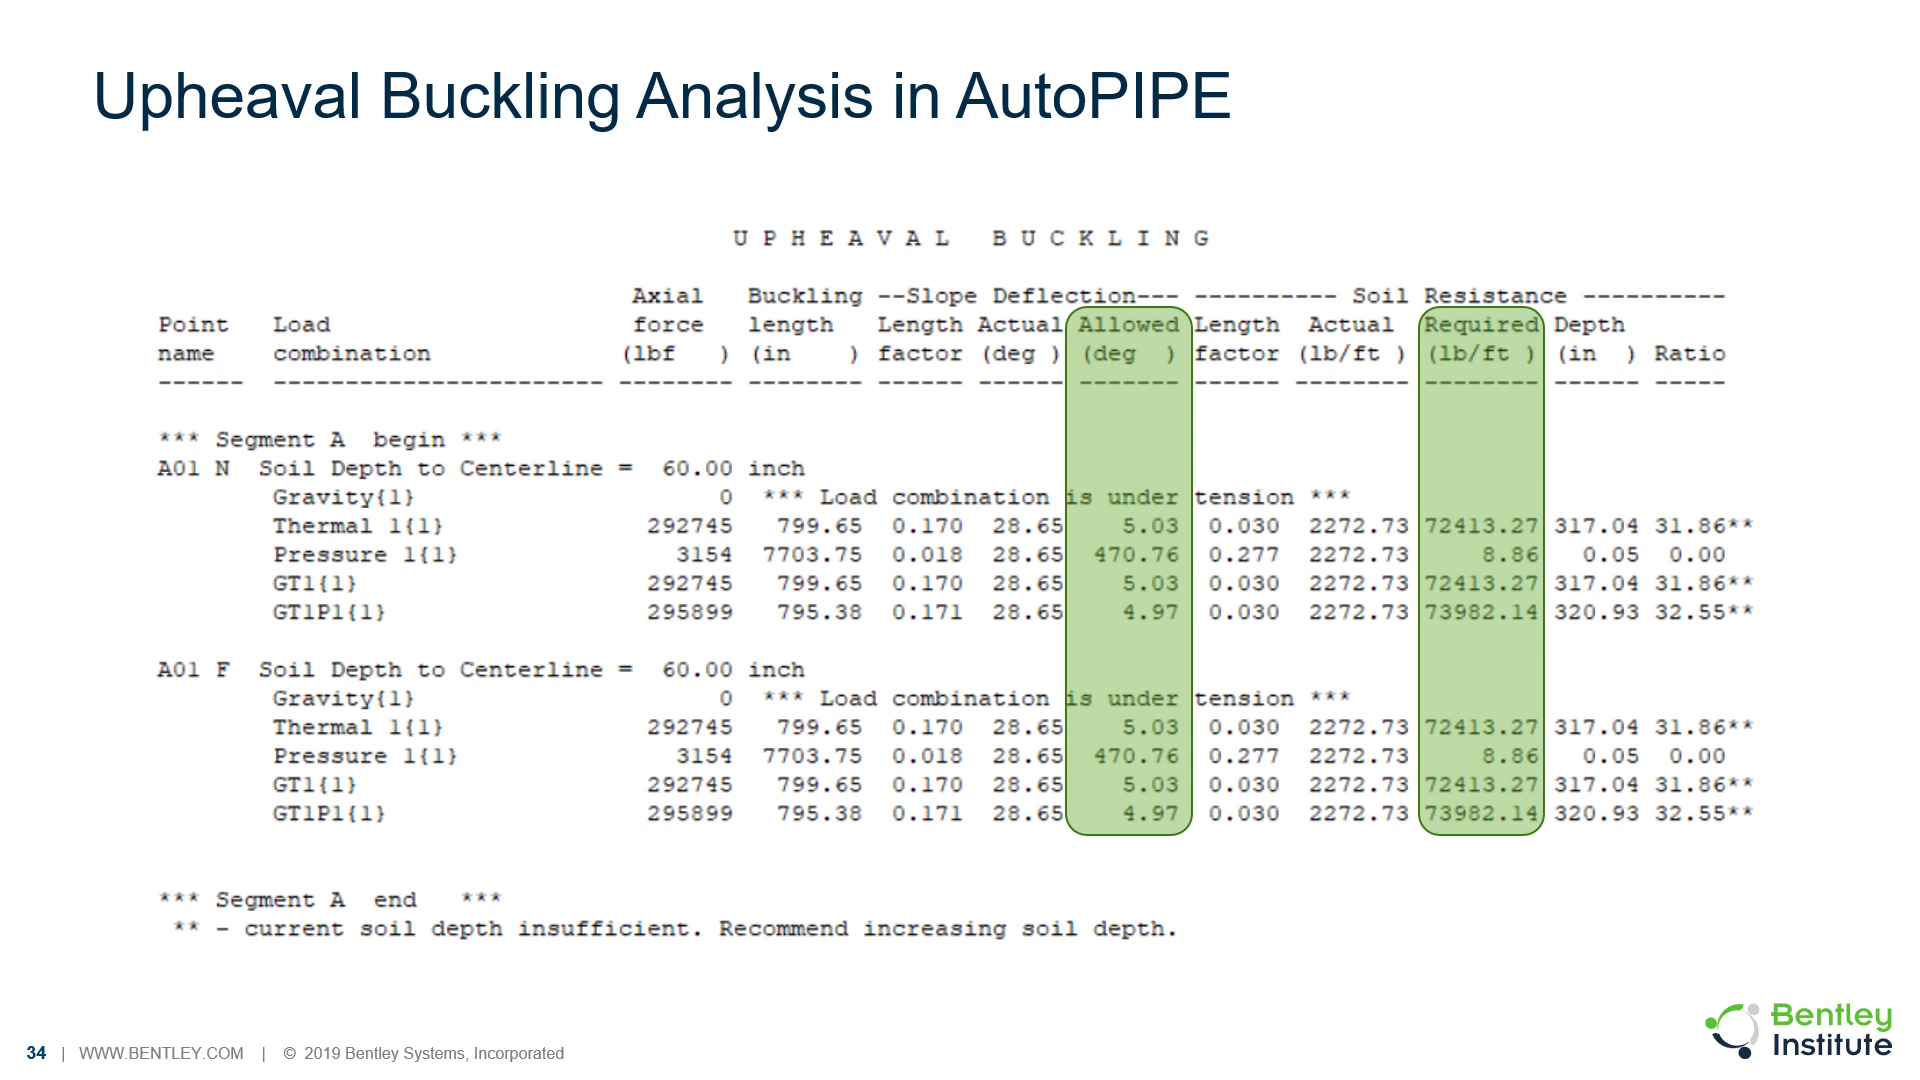 Upheaval Buckling Analysis in AutoPIPE
U P H E A V A L   B U C K L I N G
Axial   Buckling --Slope Deflection--- ---------- Soil Resistance ----------
Point   Load   force   length   Length Actual Allowed Length   Actual   Required Depth
name   combination   (lbf   ) (in    ) factor (deg ) (deg  ) factor (lb/ft ) (lb/ft ) (in  ) Ratio
------  ----------------------- -------- -------- ------ ------ ------- ------ -------- -------- ------ -----
*** Segment A  begin ***
A01 N  Soil Depth to Centerline =  60.00 inch
Gravity{1}   0  *** Load combination is under tension ***
Thermal 1{1}   292745   799.65  0.170  28.65   5.03  0.030  2272.73 72413.27 317.04 31.86**
Pressure 1{1}   3154  7703.75  0.018  28.65  470.76  0.277  2272.73   8.86   0.05  0.00
GT1{1}   292745   799.65  0.170  28.65   5.03  0.030  2272.73 72413.27 317.04 31.86**
GT1P1{1}   295899   795.38  0.171  28.65   4.97  0.030  2272.73 73982.14 320.93 32.55**
A01 F  Soil Depth to Centerline =  60.00 inch
Gravity{1}   0  *** Load combination is under tension ***
Thermal 1{1}   292745   799.65  0.170  28.65   5.03  0.030  2272.73 72413.27 317.04 31.86**
Pressure 1{1}   3154  7703.75  0.018  28.65  470.76  0.277  2272.73   8.86   0.05  0.00
GT1{1}   292745   799.65  0.170  28.65   5.03  0.030  2272.73 72413.27 317.04 31.86**
GT1P1{1}   295899   795.38  0.171  28.65   4.97  0.030  2272.73 73982.14 320.93 32.55**
*** Segment A  end   ***
** - current soil depth insufficient. Recommend increasing soil depth.
34 | WWW.BENTLEY.COM | © 2019 Bentley Systems, Incorporated
Bentley
Institute